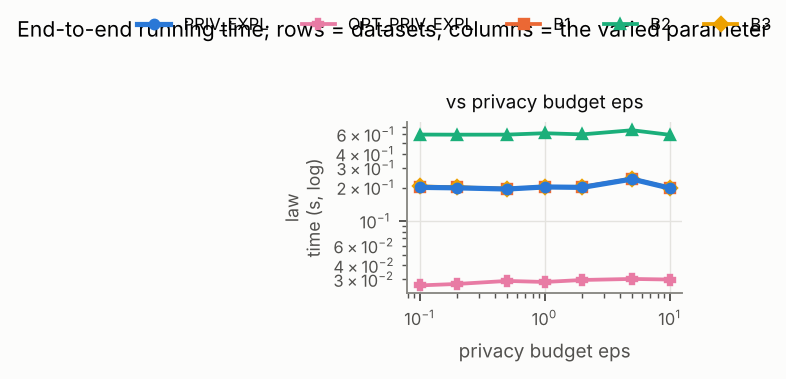 End-to-end running time; rows = datasets, columns = the varied parameter
PRIV_EXPL OPT_PRIV_EXPL B1 B2 B3
vs privacy budget eps
6 × 10⁻¹
4 × 10⁻¹
3 × 10⁻¹
2 × 10⁻¹
10⁻¹
6 × 10⁻²
4 × 10⁻²
3 × 10⁻²
law
time (s, log)
10⁻¹ 10⁰ 10¹
privacy budget eps